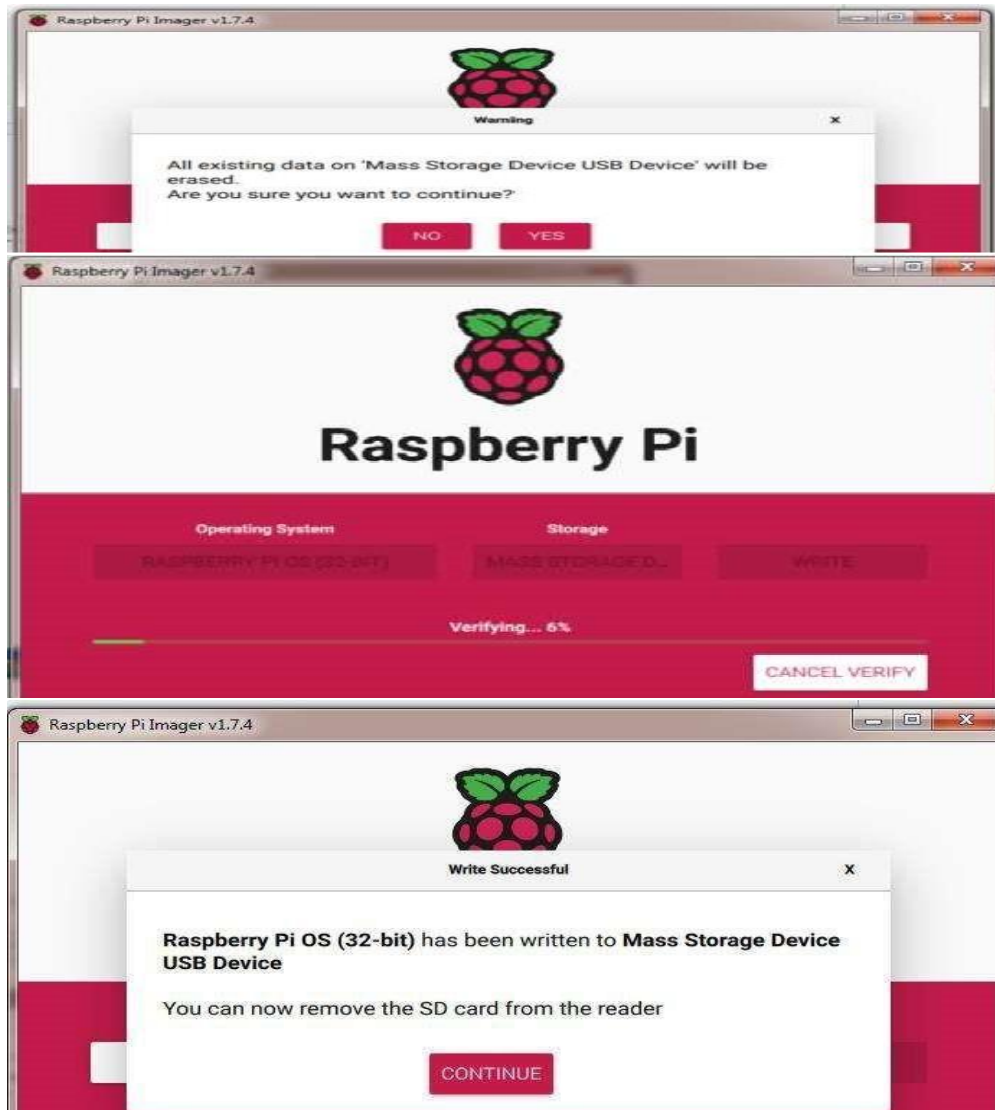 Raspberry Pi Imager v1.7.4
Warning
x
All existing data on 'Mass Storage Device USB Device' will be
erased.
Are you sure you want to continue?'
NO YES
Raspberry Pi Imager v1.7.4
Raspberry Pi
Operating System Storage
RASPBERRY PI OS (32-BIT) MASS STORAGE D... WRITE
Verifying... 6%
CANCEL VERIFY
Raspberry Pi Imager v1.7.4
Write Successful
X
Raspberry Pi OS (32-bit) has been written to Mass Storage Device
USB Device
You can now remove the SD card from the reader
CONTINUE